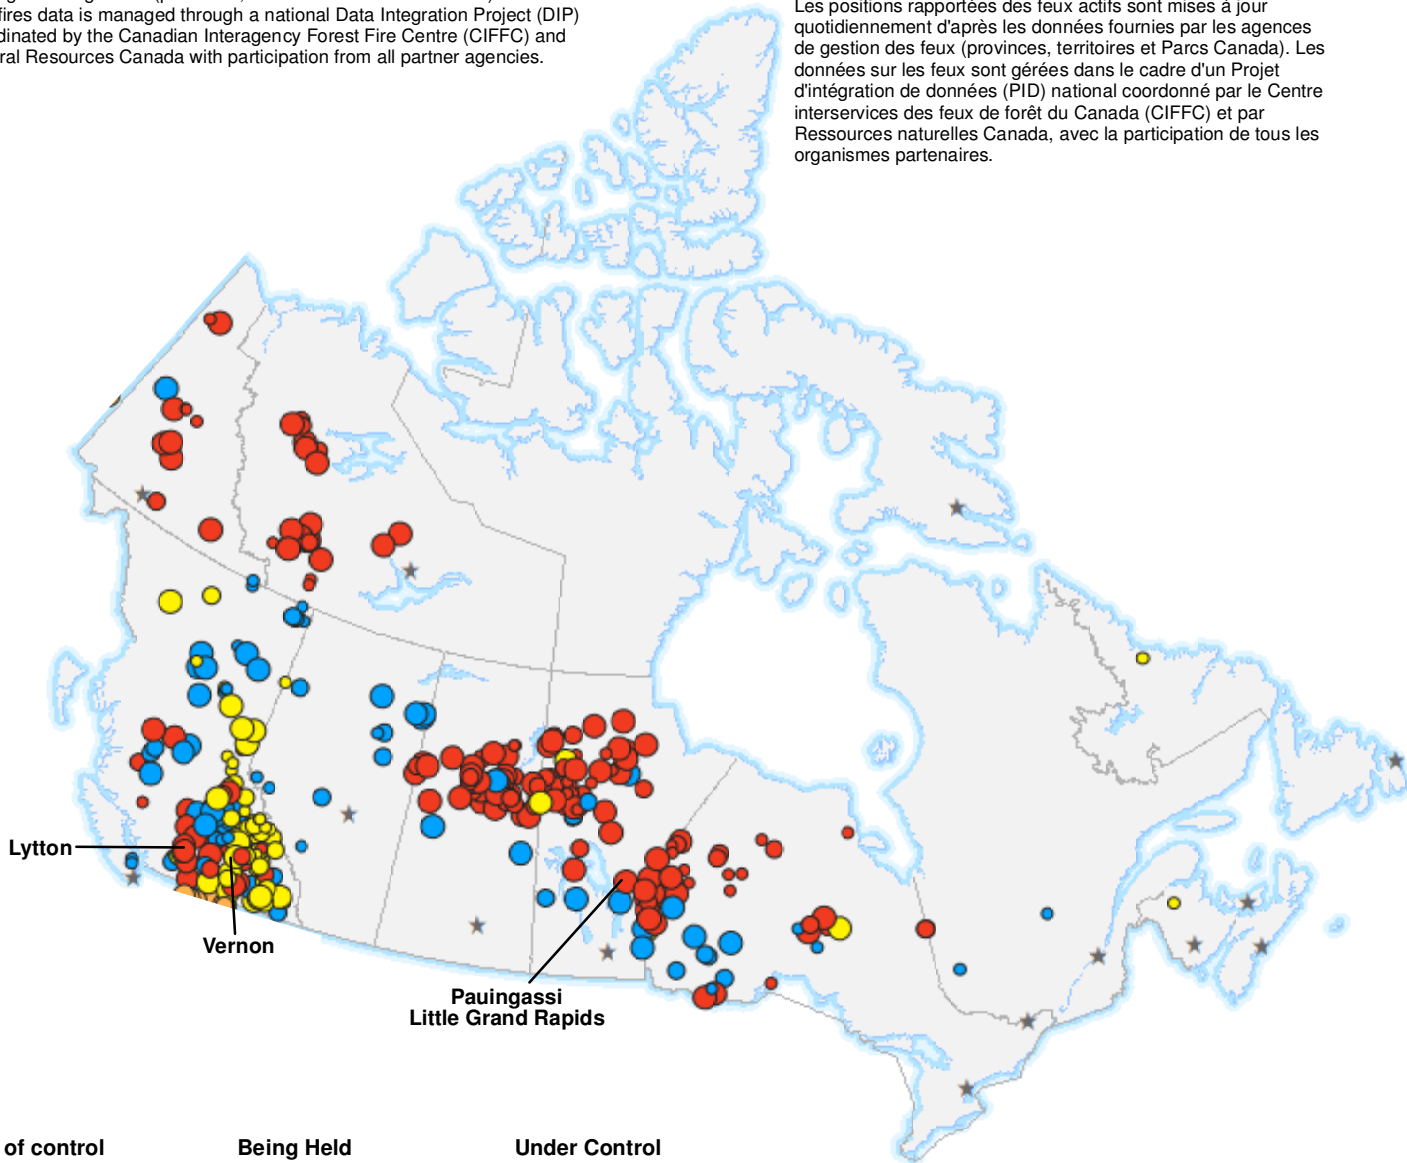 fires data is managed through a national Data Integration Project (DIP)
dinated by the Canadian Interagency Forest Fire Centre (CIFFC) and
ral Resources Canada with participation from all partner agencies.
Les positions rapportées des feux actifs sont mises à jour
quotidiennement d'après les données fournies par les agences
de gestion des feux (provinces, territoires et Parcs Canada). Les
données sur les feux sont gérées dans le cadre d'un Projet
d'intégration de données (PID) national coordonné par le Centre
interservices des feux de forêt du Canada (CIFFC) et par
Ressources naturelles Canada, avec la participation de tous les
organismes partenaires.
Lytton
Vernon
Pauingassi
Little Grand Rapids
of control
Being Held
Under Control